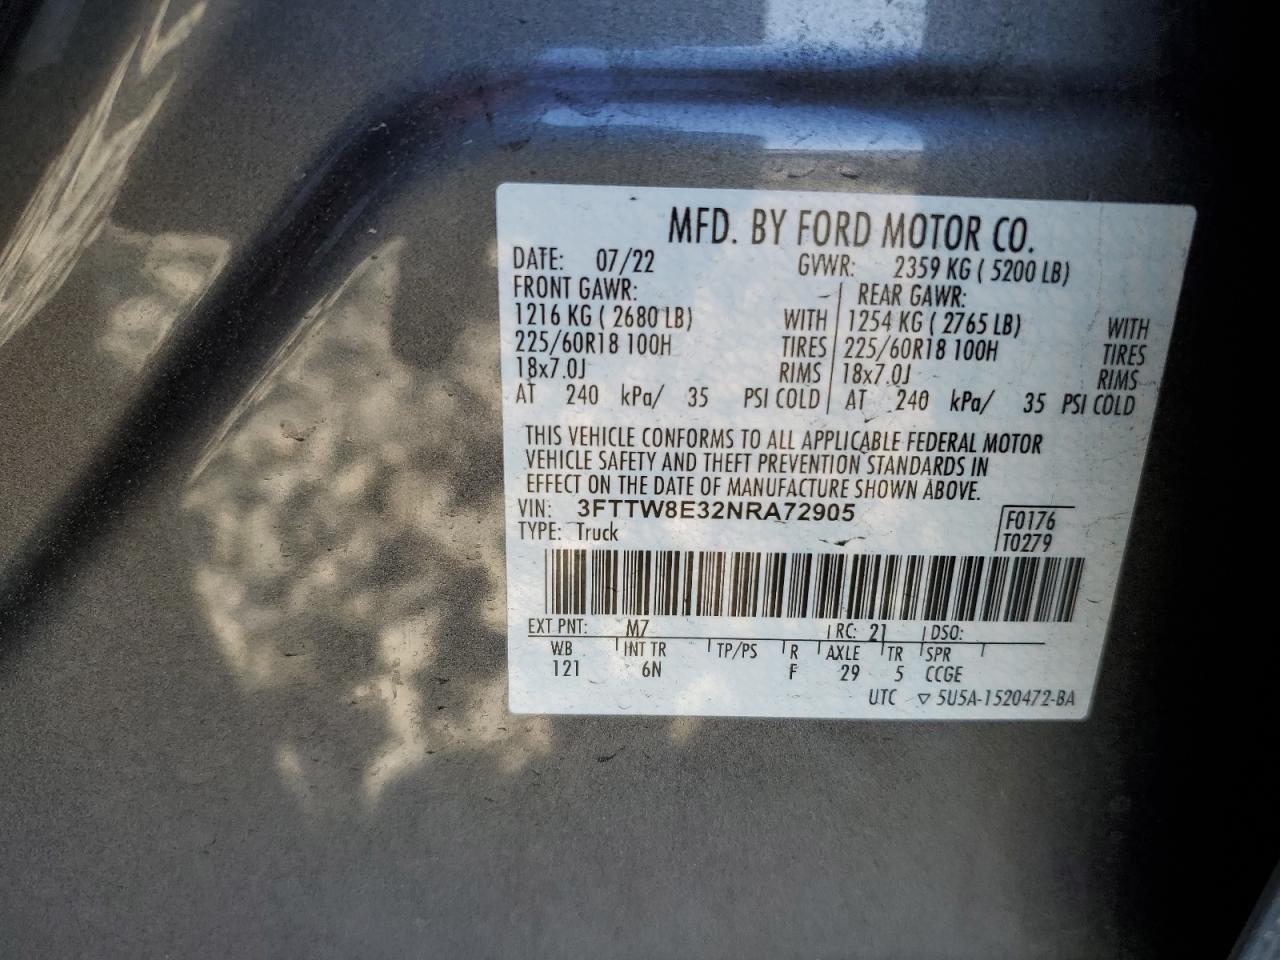 MFD. BY FORD MOTOR CO.
DATE: 07/22 GVWR: 2359 KG ( 5200 LB)
FRONT GAWR: REAR GAWR:
1216 KG ( 2680 LB) WITH 1254 KG ( 2765 LB) WITH
225/60R18 100H TIRES 225/60R18 100H TIRES
18x7.0J RIMS 18x7.0J RIMS
AT 240 kPa/ 35 PSI COLD AT 240 kPa/ 35 PSI COLD
THIS VEHICLE CONFORMS TO ALL APPLICABLE FEDERAL MOTOR
VEHICLE SAFETY AND THEFT PREVENTION STANDARDS IN
EFFECT ON THE DATE OF MANUFACTURE SHOWN ABOVE.
VIN: 3FTTW8E32NRA72905
TYPE: Truck
F0176
T0279
EXT PNT: M7 RC: 21 DSO:
WB INT TR TP/PS R AXLE TR SPR
121 6N F 29 5 CCGE
UTC ▽ 5U5A-1520472-BA